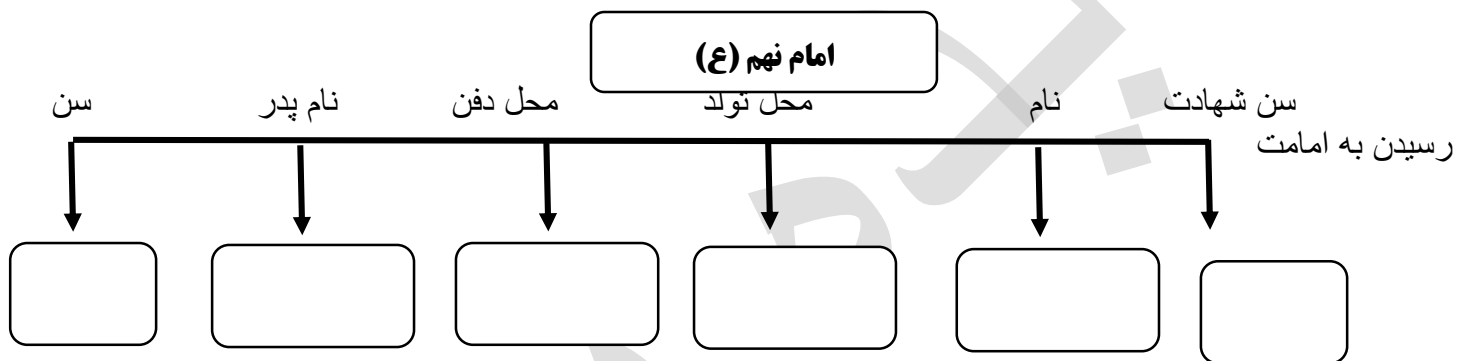 امام نهم (ع)
سن شهادت نام محل تولد محل دفن نام پدر سن
رسیدن به امامت